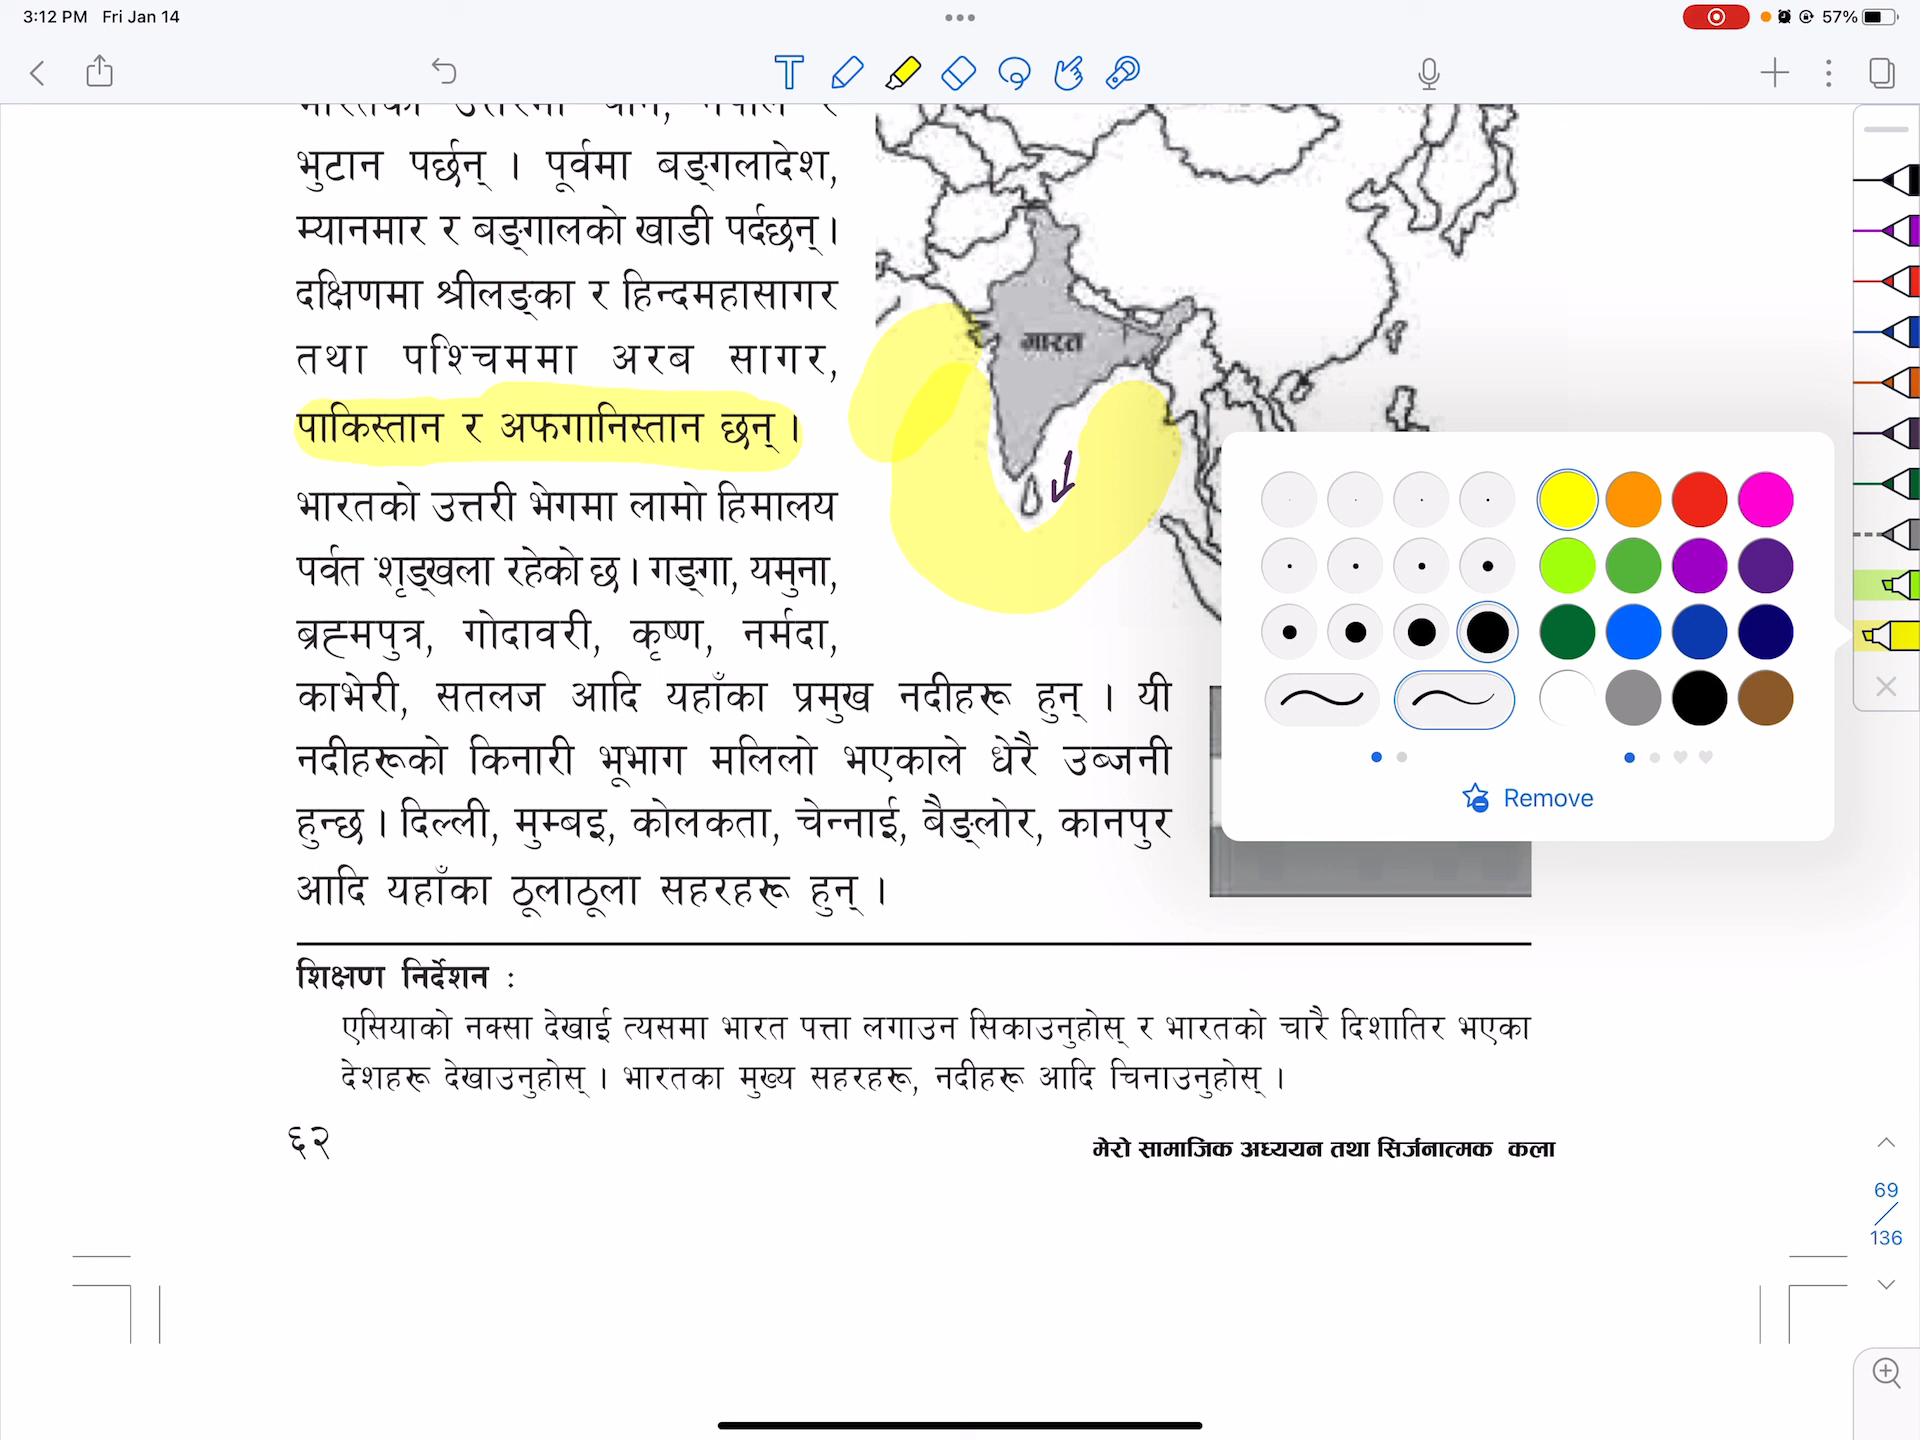 3:12 PM Fri Jan 14
57%
भारतको उत्तरमा चीन, नेपाल र
भुटान पर्छन् । पूर्वमा बङ्गलादेश,
म्यानमार र बङ्गालको खाडी पर्दछन् ।
दक्षिणमा श्रीलङ्का र हिन्दमहासागर
तथा पश्चिममा अरब सागर,
पाकिस्तान र अफगानिस्तान छन् ।
भारत
भारतको उत्तरी भेगमा लामो हिमालय
पर्वत शृङ्खला रहेको छ । गङ्गा, यमुना,
ब्रह्मपुत्र, गोदावरी, कृष्ण, नर्मदा,
काभेरी, सतलज आदि यहाँका प्रमुख नदीहरू हुन् । यी
नदीहरूको किनारी भूभाग मलिलो भएकाले धेरै उब्जनी
हुन्छ । दिल्ली, मुम्बइ, कोलकता, चेन्नाई, बैङ्लोर, कानपुर
आदि यहाँका ठूलाठूला सहरहरू हुन् ।
Remove
शिक्षण निर्देशन :
एसियाको नक्सा देखाई त्यसमा भारत पत्ता लगाउन सिकाउनुहोस् र भारतको चारै दिशातिर भएका
देशहरू देखाउनुहोस् । भारतका मुख्य सहरहरू, नदीहरू आदि चिनाउनुहोस् ।
६२
मेरो सामाजिक अध्ययन तथा सिर्जनात्मक कला
69
136